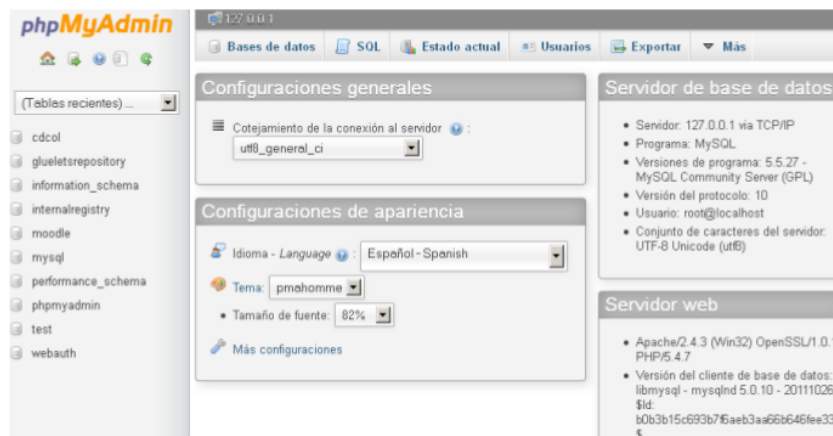 phpMyAdmin
(Tablas recientes) ...
cdcol
glueletsrepository
information_schema
internalregistry
moodle
mysql
performance_schema
phpmyadmin
test
webauth
127.0.0.1
Bases de datos
SQL
Estado actual
Usuarios
Exportar
Más
Configuraciones generales
Cotejamiento de la conexión al servidor :
utf8_general_ci
Configuraciones de apariencia
Idioma - Language : Español - Spanish
Tema: pmahomme
Tamaño de fuente: 82%
Más configuraciones
Servidor de base de datos
Servidor: 127.0.0.1 via TCP/IP
Programa: MySQL
Versiones de programa: 5.5.27 -
MySQL Community Server (GPL)
Versión del protocolo: 10
Usuario: root@localhost
Conjunto de caracteres del servidor:
UTF-8 Unicode (utf8)
Servidor web
Apache/2.4.3 (Win32) OpenSSL/1.0.
PHP/5.4.7
Versión del cliente de base de datos:
libmysql - mysqlnd 5.0.10 - 20111026
$Id:
$